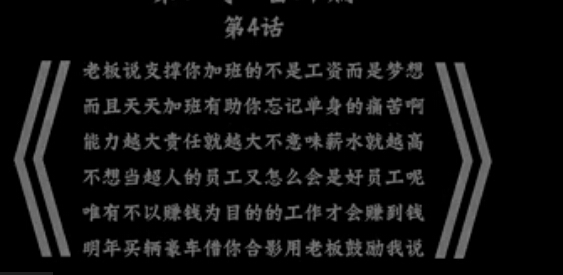 第4话
老板说支撑你加班的不是工资而是梦想
而且天天加班有助你忘记单身的痛苦啊
能力越大责任就越大不意味薪水就越高
不想当超人的员工又怎么会是好员工呢
唯有不以赚钱为目的的工作才会赚到钱
明年买辆豪车借你合影用老板鼓励我说